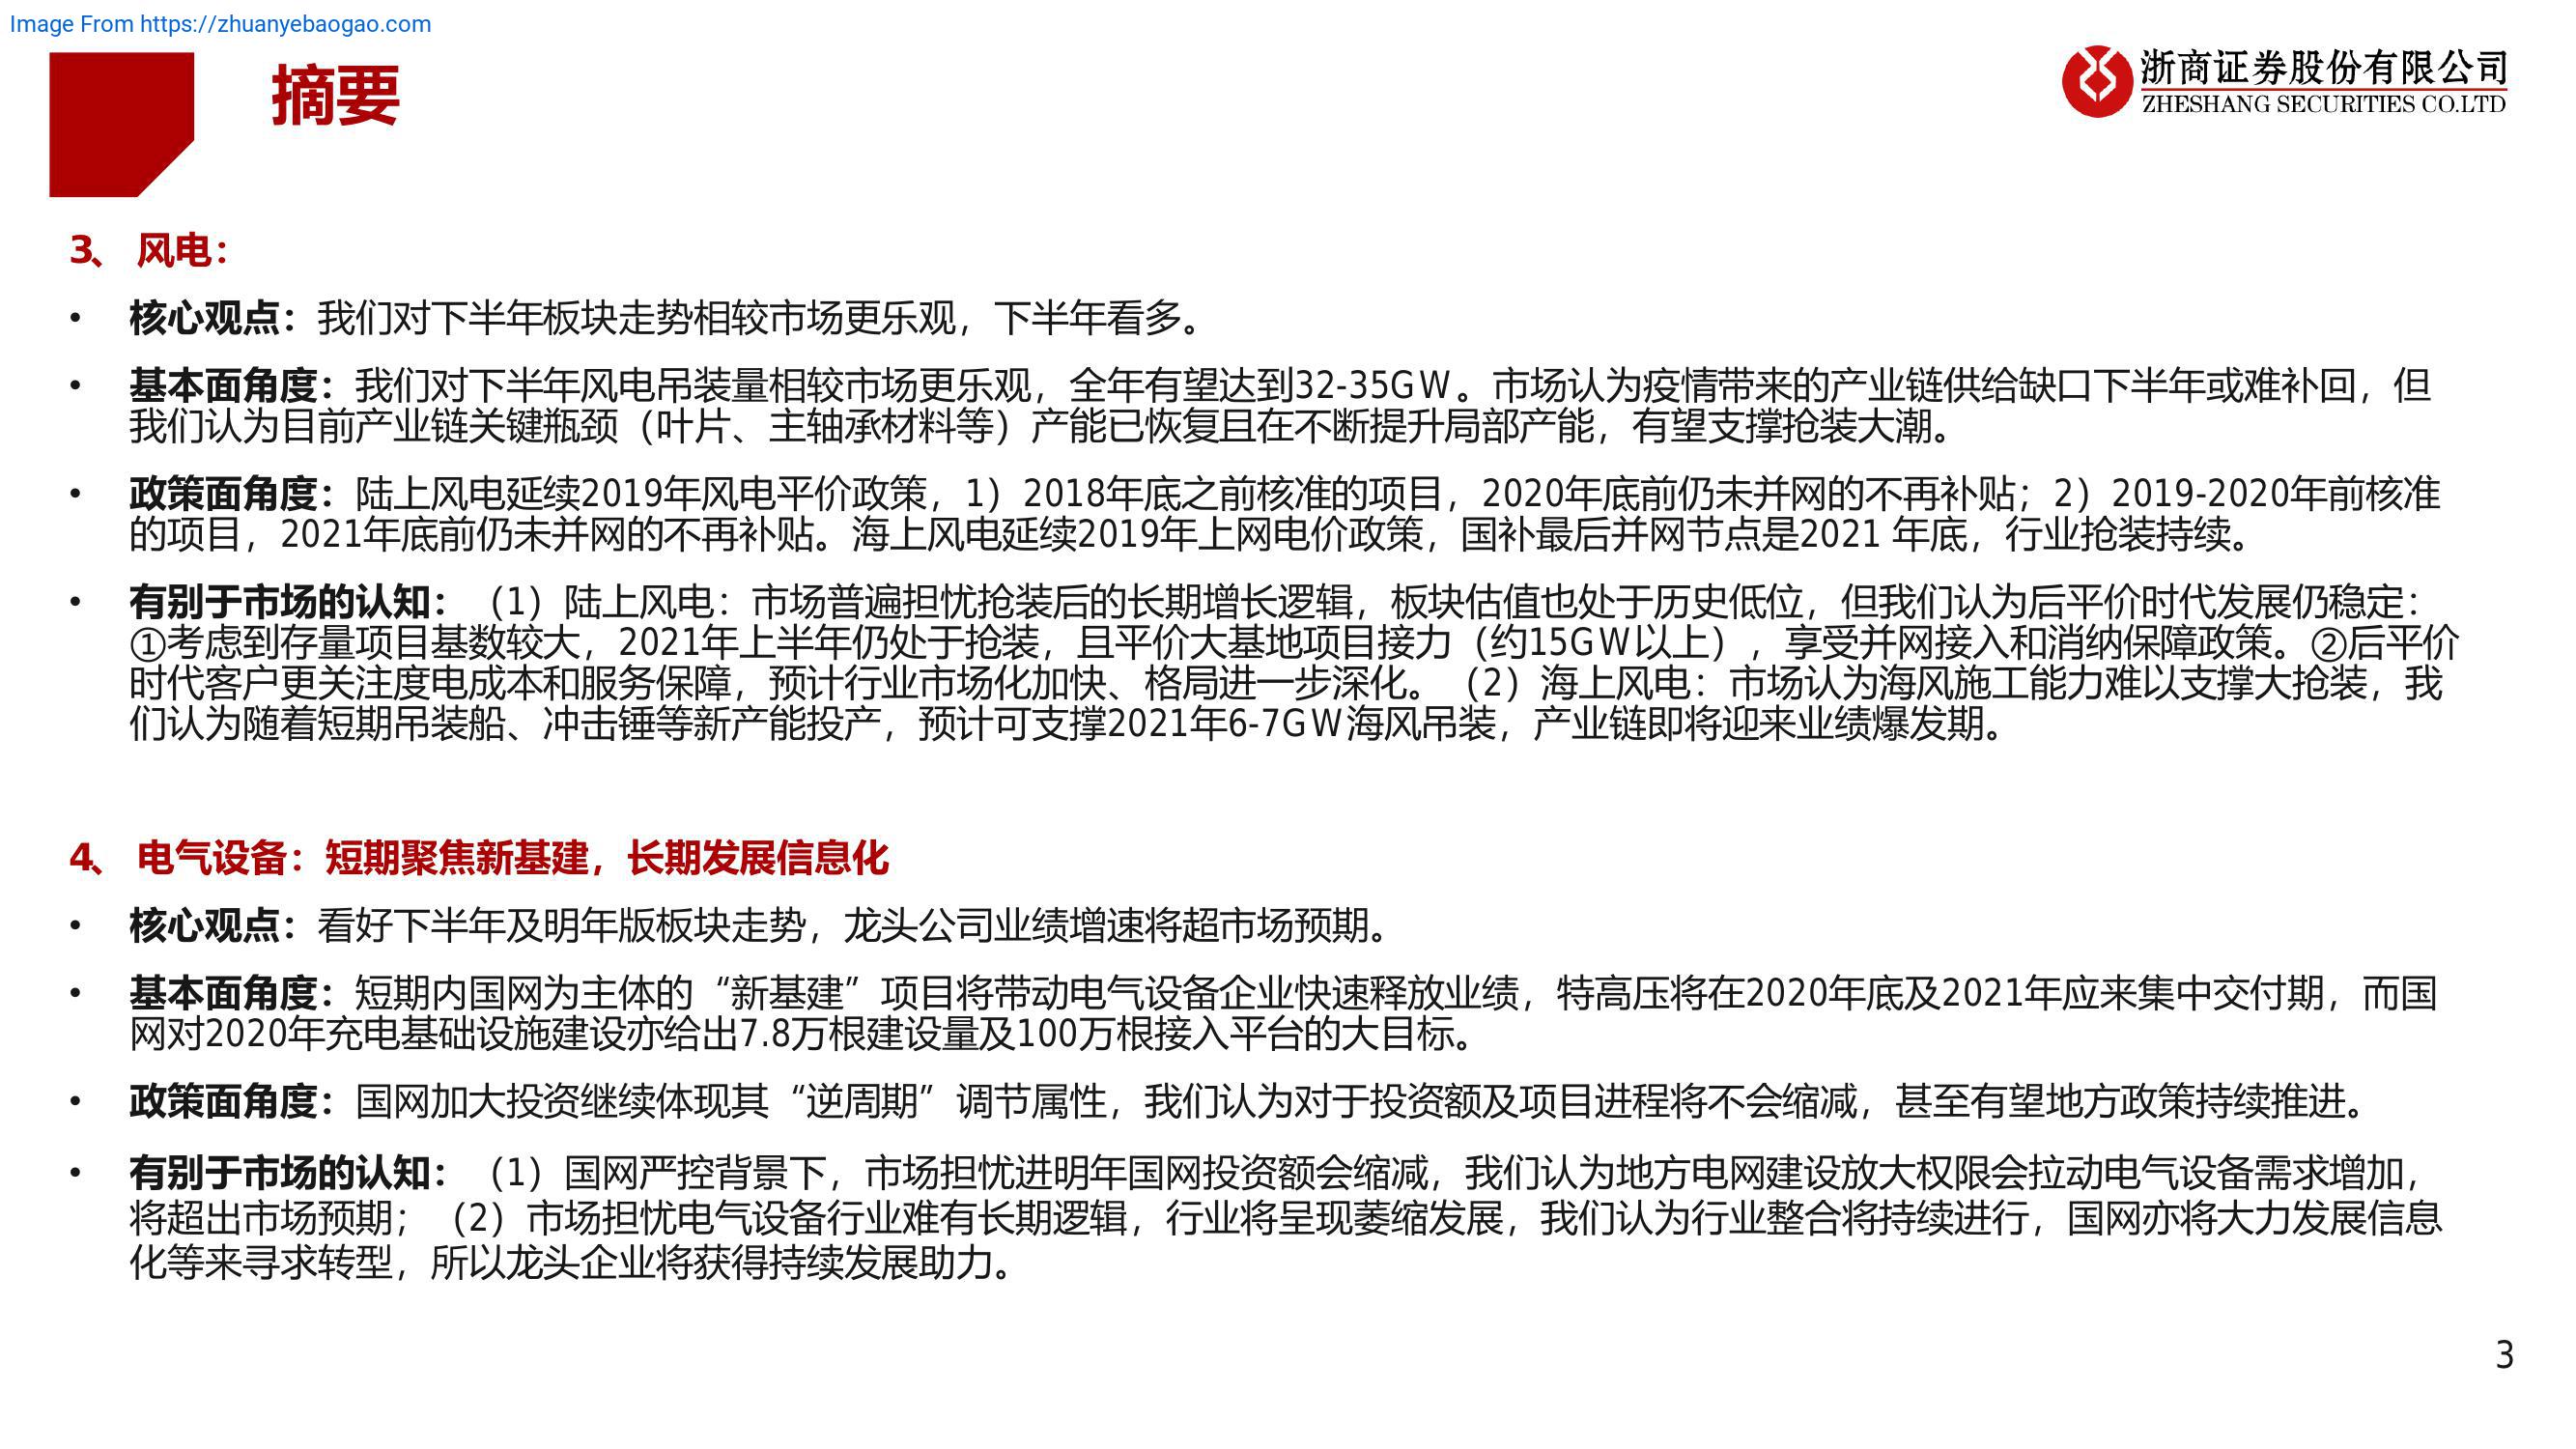 Image From https://zhuanyebaogao.com
摘要
浙商证券股份有限公司
ZHESHANG SECURITIES CO.LTD
3、 风电：
• 核心观点：我们对下半年板块走势相较市场更乐观，下半年看多。
• 基本面角度：我们对下半年风电吊装量相较市场更乐观，全年有望达到32-35GW。市场认为疫情带来的产业链供给缺口下半年或难补回，但
我们认为目前产业链关键瓶颈（叶片、主轴承材料等）产能已恢复且在不断提升局部产能，有望支撑抢装大潮。
• 政策面角度：陆上风电延续2019年风电平价政策，1）2018年底之前核准的项目，2020年底前仍未并网的不再补贴；2）2019-2020年前核准
的项目，2021年底前仍未并网的不再补贴。海上风电延续2019年上网电价政策，国补最后并网节点是2021 年底，行业抢装持续。
• 有别于市场的认知：（1）陆上风电：市场普遍担忧抢装后的长期增长逻辑，板块估值也处于历史低位，但我们认为后平价时代发展仍稳定：
①考虑到存量项目基数较大，2021年上半年仍处于抢装，且平价大基地项目接力（约15GW以上），享受并网接入和消纳保障政策。②后平价
时代客户更关注度电成本和服务保障，预计行业市场化加快、格局进一步深化。（2）海上风电：市场认为海风施工能力难以支撑大抢装，我
们认为随着短期吊装船、冲击锤等新产能投产，预计可支撑2021年6-7GW海风吊装，产业链即将迎来业绩爆发期。
4、 电气设备：短期聚焦新基建，长期发展信息化
• 核心观点：看好下半年及明年版板块走势，龙头公司业绩增速将超市场预期。
• 基本面角度：短期内国网为主体的“新基建”项目将带动电气设备企业快速释放业绩，特高压将在2020年底及2021年应来集中交付期，而国
网对2020年充电基础设施建设亦给出7.8万根建设量及100万根接入平台的大目标。
• 政策面角度：国网加大投资继续体现其“逆周期”调节属性，我们认为对于投资额及项目进程将不会缩减，甚至有望地方政策持续推进。
• 有别于市场的认知：（1）国网严控背景下，市场担忧进明年国网投资额会缩减，我们认为地方电网建设放大权限会拉动电气设备需求增加，
将超出市场预期；（2）市场担忧电气设备行业难有长期逻辑，行业将呈现萎缩发展，我们认为行业整合将持续进行，国网亦将大力发展信息
化等来寻求转型，所以龙头企业将获得持续发展助力。
3